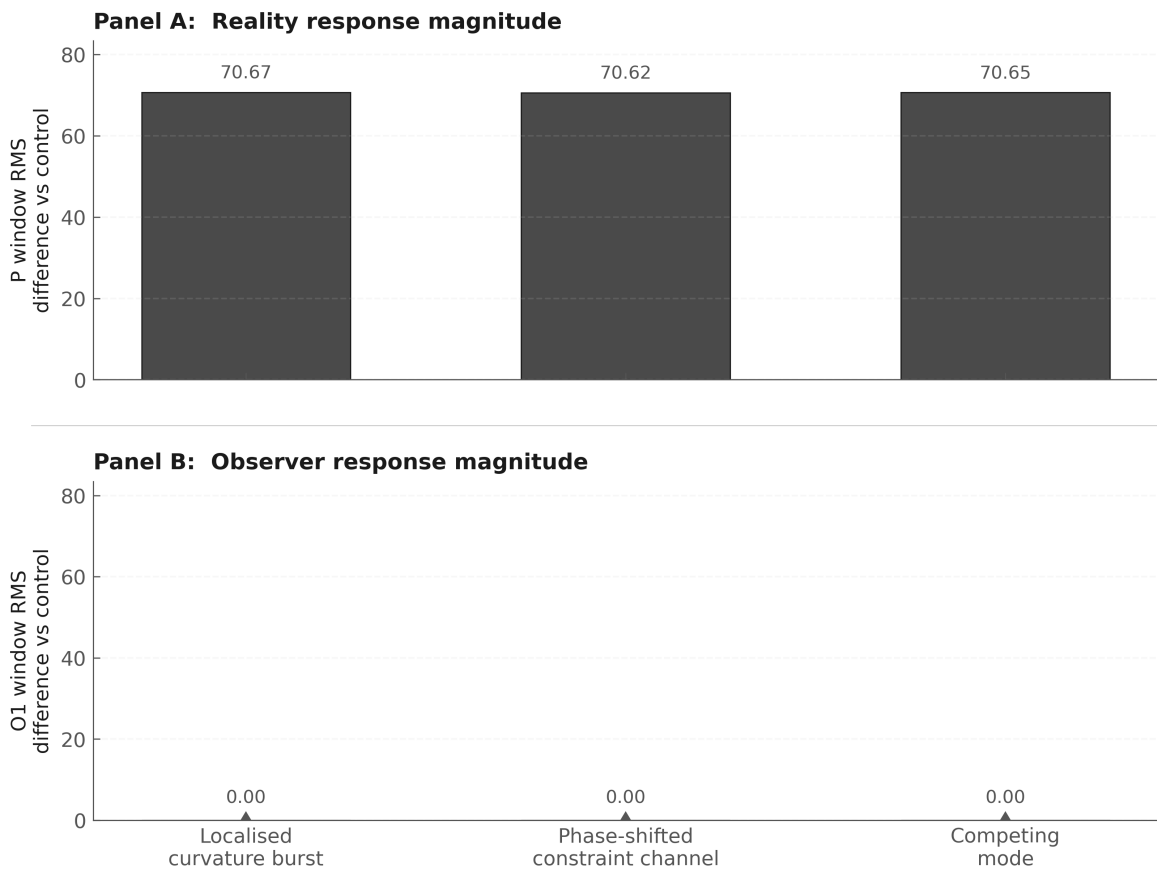 Panel A:  Reality response magnitude
P window RMS
difference vs control
80
60
40
20
0
70.67
70.62
70.65
Panel B:  Observer response magnitude
O1 window RMS
difference vs control
80
60
40
20
0
0.00
0.00
0.00
Localised
curvature burst
Phase-shifted
constraint channel
Competing
mode